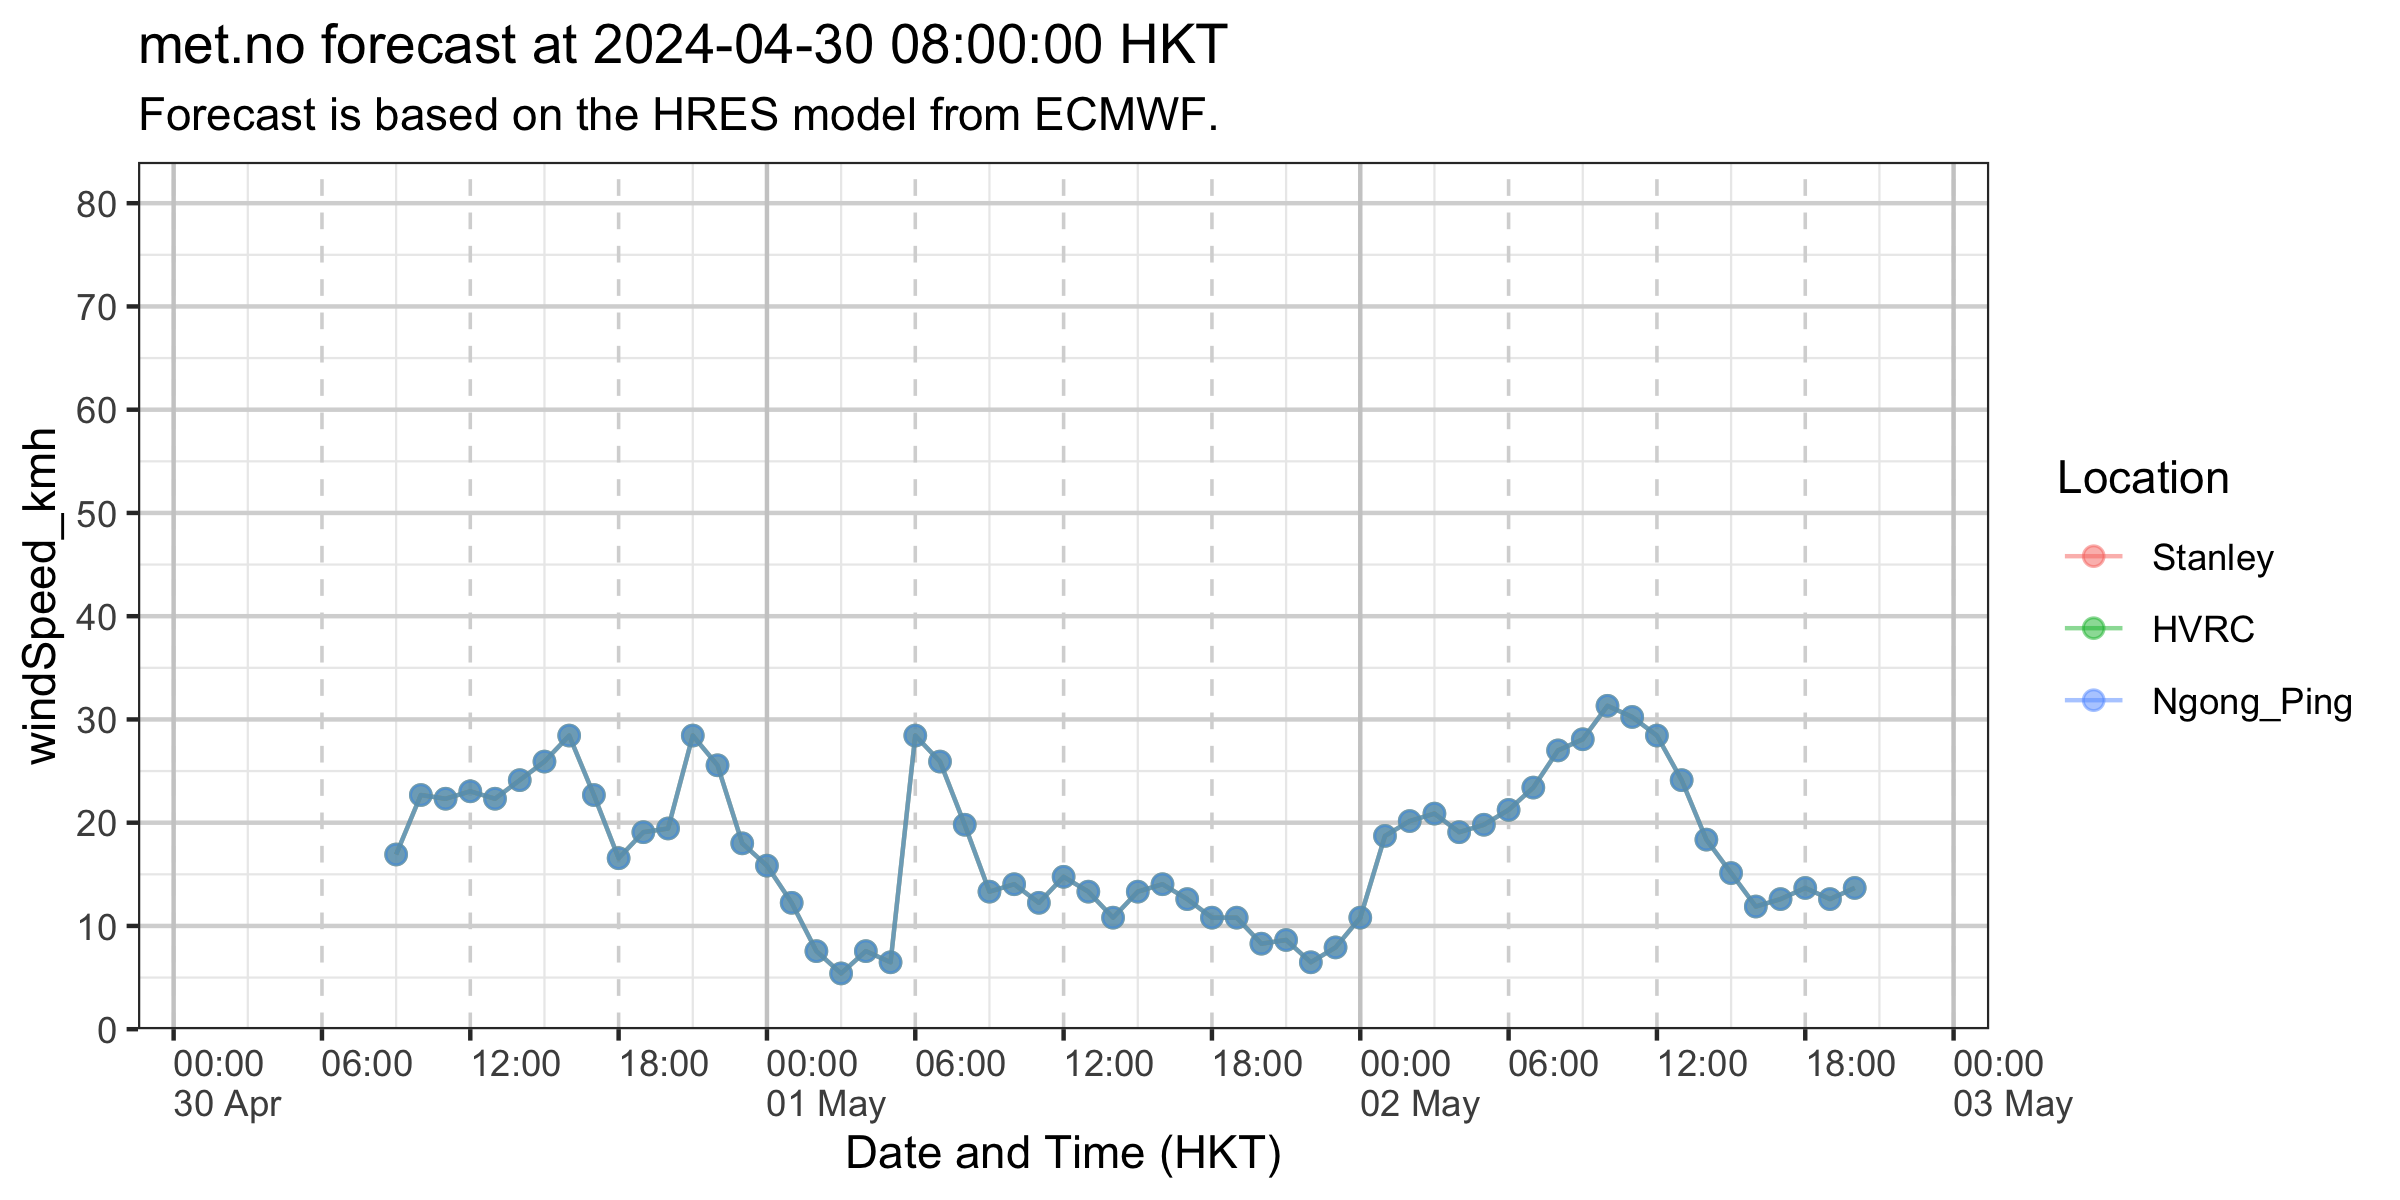 met.no forecast at 2024-04-30 08:00:00 HKT
Forecast is based on the HRES model from ECMWF.
windSpeed_kmh
80
70
60
50
40
30
20
10
0
00:00 06:00 12:00 18:00 00:00 06:00 12:00 18:00 00:00 06:00 12:00 18:00 00:00
30 Apr 01 May 02 May 03 May
Date and Time (HKT)
Location
Stanley
HVRC
Ngong_Ping